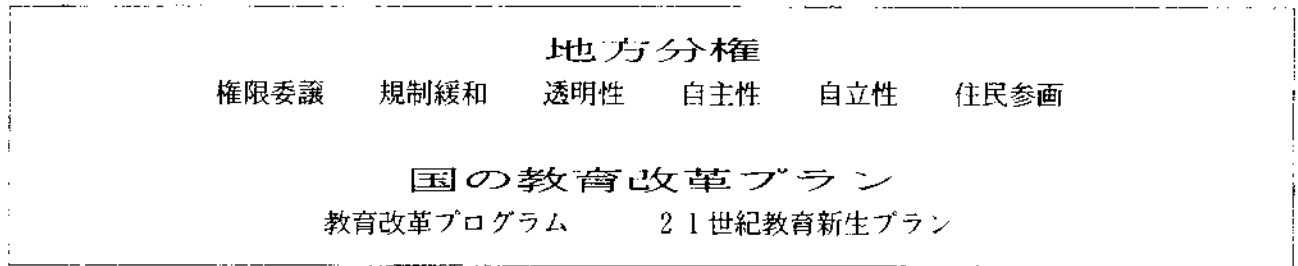 地方分権
権限委譲 規制緩和 透明性 自主性 自立性 住民参画
国の教育改革プラン
教育改革プログラム 21世紀教育新生プラン